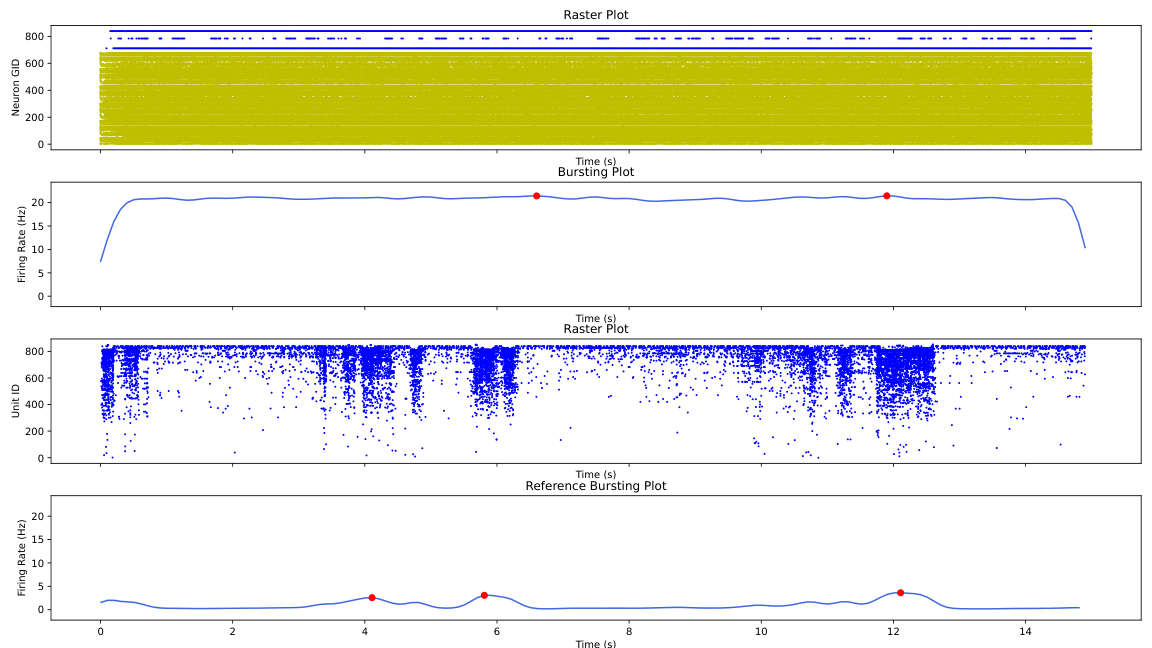 Raster Plot
800
600
400
200
0
Neuron GID
Time (s)
Bursting Plot
20
15
10
5
0
Firing Rate (Hz)
Time (s)
Raster Plot
800
600
400
200
0
Unit ID
Time (s)
Reference Bursting Plot
20
15
10
5
0
Firing Rate (Hz)
0 2 4 6 8 10 12 14
Time (s)